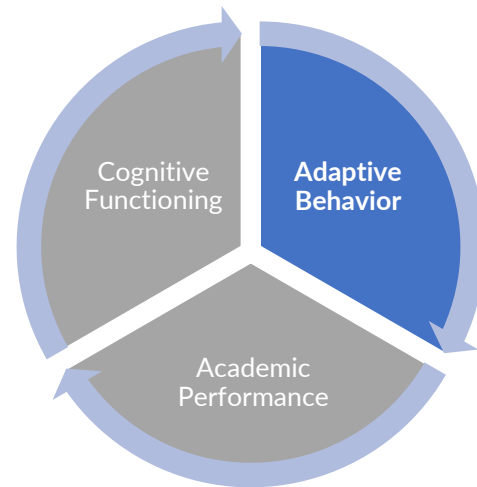 Cognitive
Functioning
Adaptive
Behavior
Academic
Performance